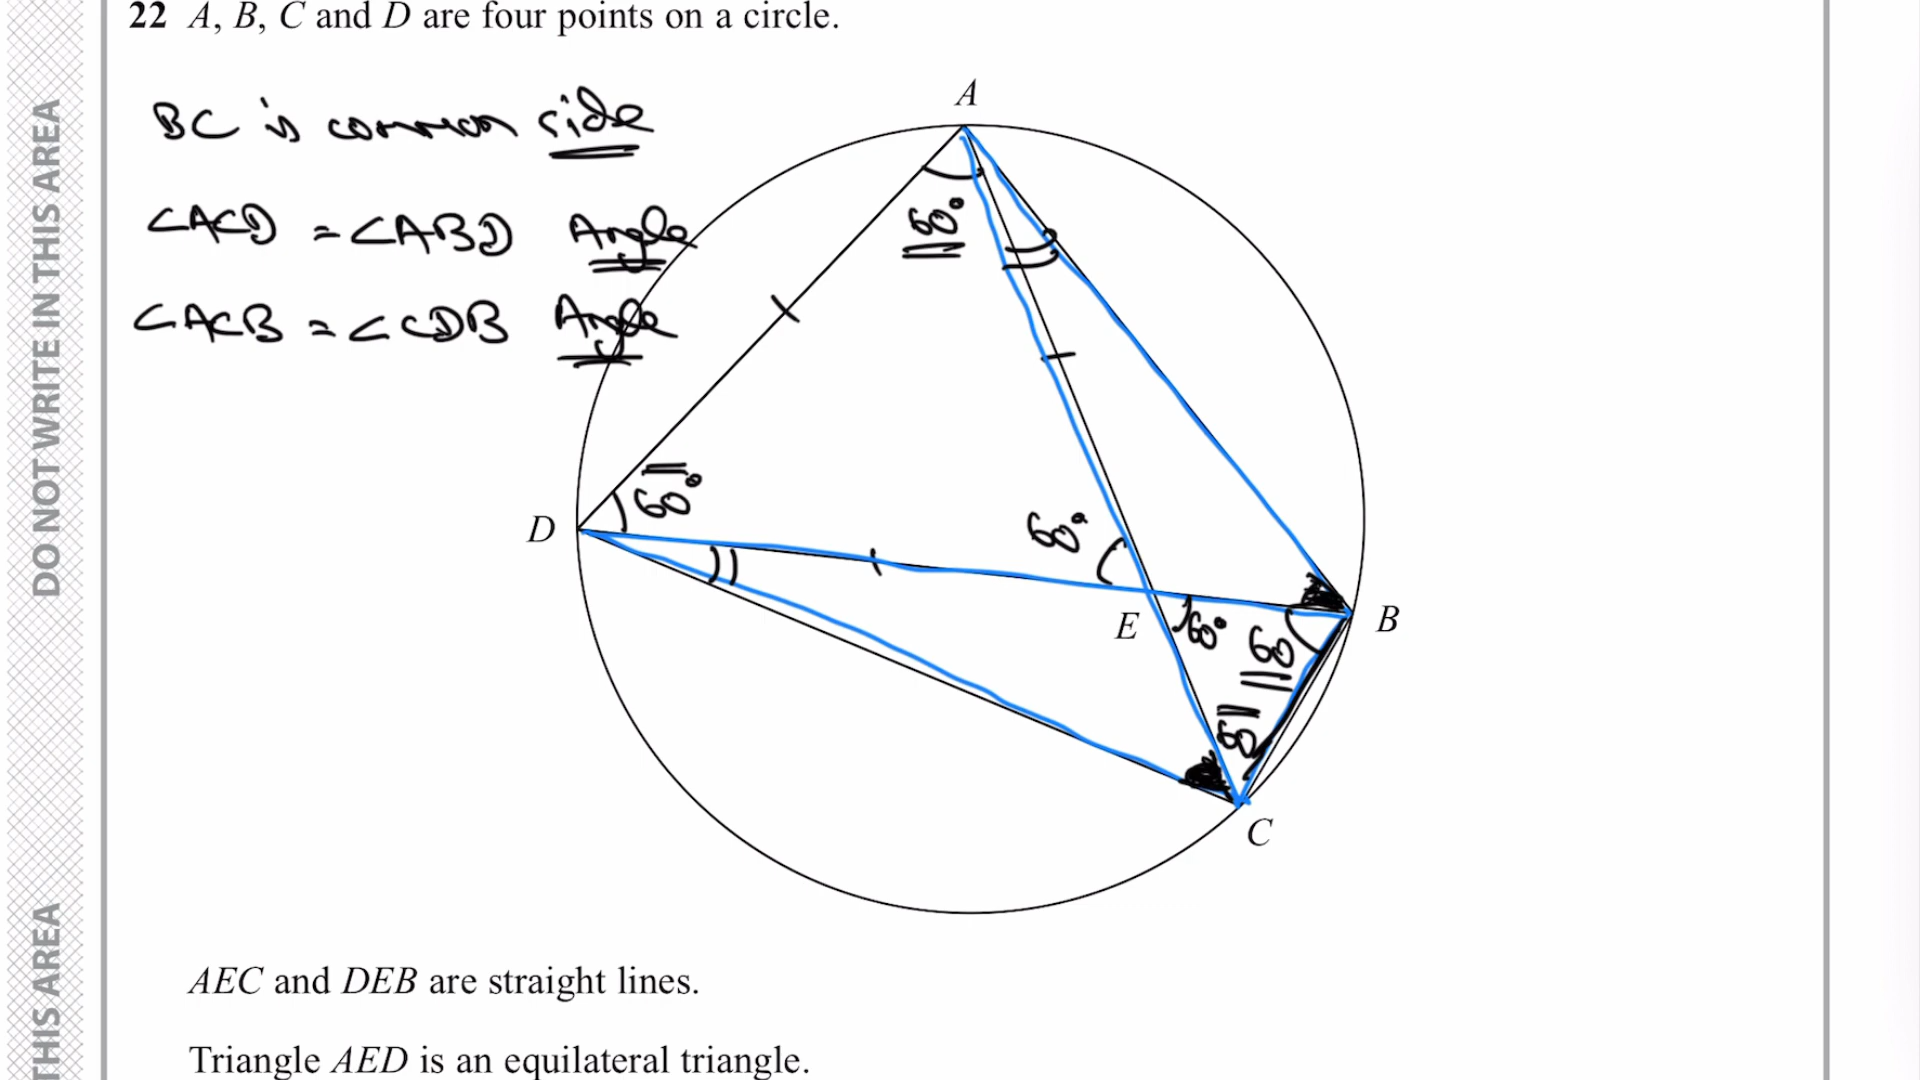 22 A, B, C and D are four points on a circle.
BC is common side
∠ACD = ∠ABD Angle
∠ACB = ∠CDB Angle
A
60°
60°
D
60°
E
60°
60
60
B
C
AEC and DEB are straight lines.
Triangle AED is an equilateral triangle.
DO NOT WRITE IN THIS AREA
THIS AREA